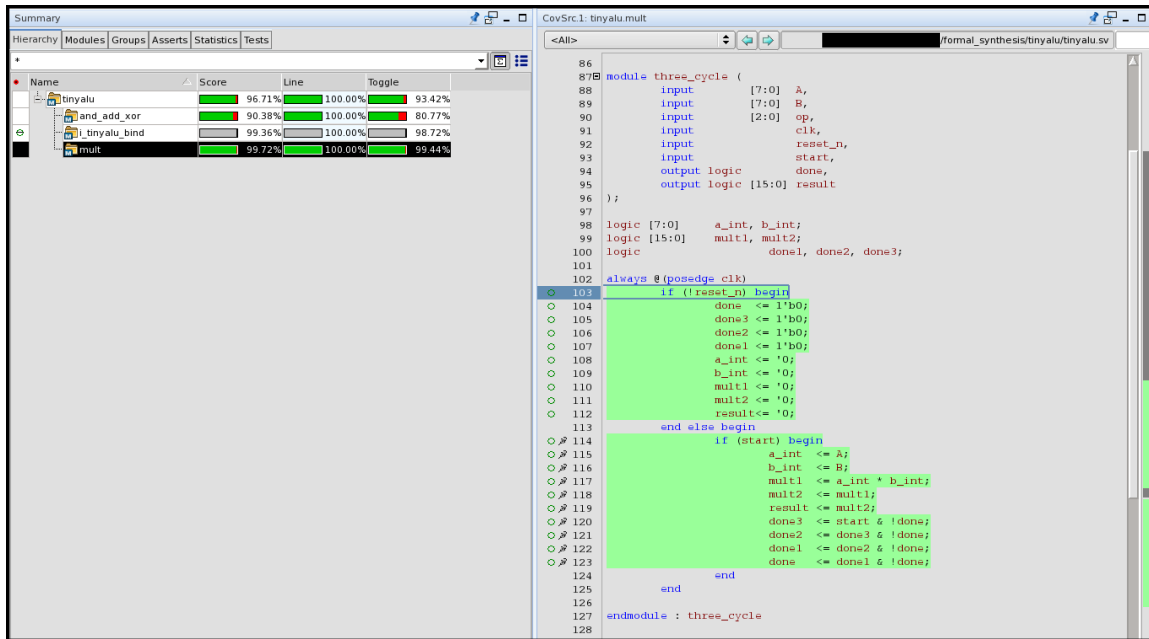 Summary
Hierarchy Modules Groups Asserts Statistics Tests
*
Name Score Line Toggle
tinyalu 96.71% 100.00% 93.42%
and_add_xor 90.38% 100.00% 80.77%
i_tinyalu_bind 99.36% 100.00% 98.72%
mult 99.72% 100.00% 99.44%
CovSrc.1: tinyalu.mult
<All> /formal_synthesis/tinyalu/tinyalu.sv
86
87 module three_cycle (
88 input [7:0] A,
89 input [7:0] B,
90 input [2:0] op,
91 input clk,
92 input reset_n,
93 input start,
94 output logic done,
95 output logic [15:0] result
96 );
97
98 logic [7:0] a_int, b_int;
99 logic [15:0] mult1, mult2;
100 logic done1, done2, done3;
101
102 always @(posedge clk)
103 if (!reset_n) begin
104 done <= 1'b0;
105 done3 <= 1'b0;
106 done2 <= 1'b0;
107 done1 <= 1'b0;
108 a_int <= '0;
109 b_int <= '0;
110 mult1 <= '0;
111 mult2 <= '0;
112 result<= '0;
113 end else begin
114 if (start) begin
115 a_int <= A;
116 b_int <= B;
117 mult1 <= a_int * b_int;
118 mult2 <= mult1;
119 result <= mult2;
120 done3 <= start & !done;
121 done2 <= done3 & !done;
122 done1 <= done2 & !done;
123 done <= done1 & !done;
124 end
125 end
126
127 endmodule : three_cycle
128